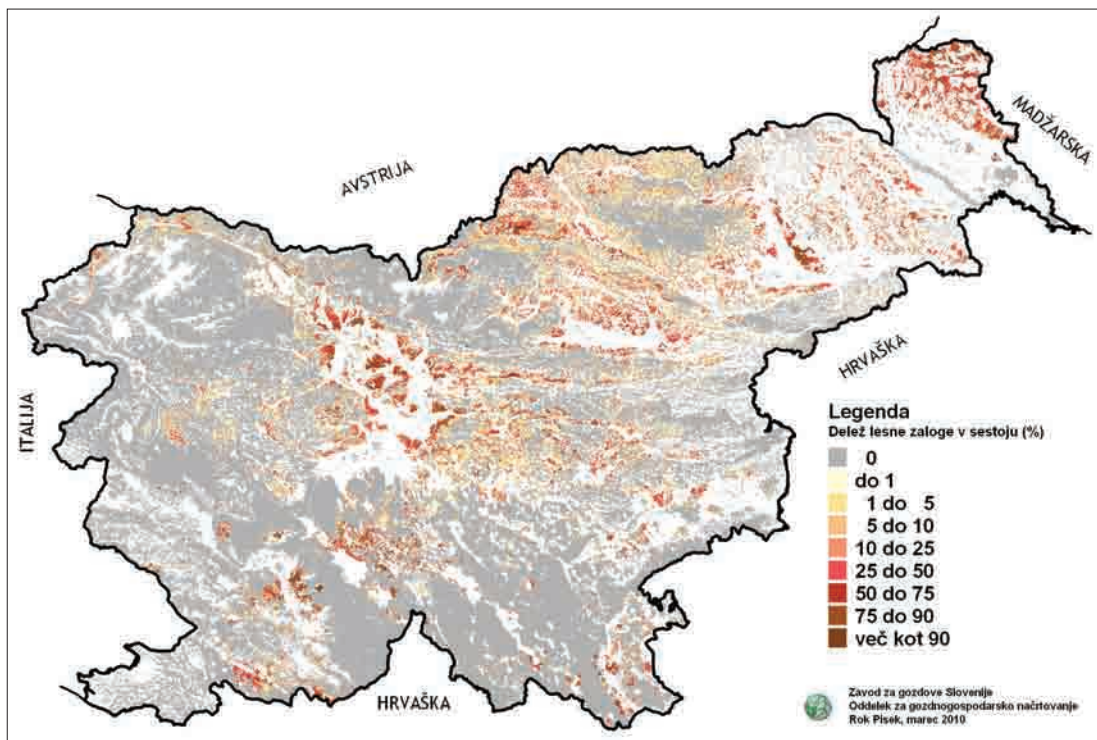 AVSTRIJA
MADŽARSKA
HRVAŠKA
ITALIJA
HRVAŠKA
Legenda
Delež lesne zaloge v sestoju (%)
0
do 1
1 do 5
5 do 10
10 do 25
25 do 50
50 do 75
75 do 90
več kot 90
Zavod za gozdove Slovenije
Oddelek za gozdnogospodarsko načrtovanje
Rok Pisek, marec 2010